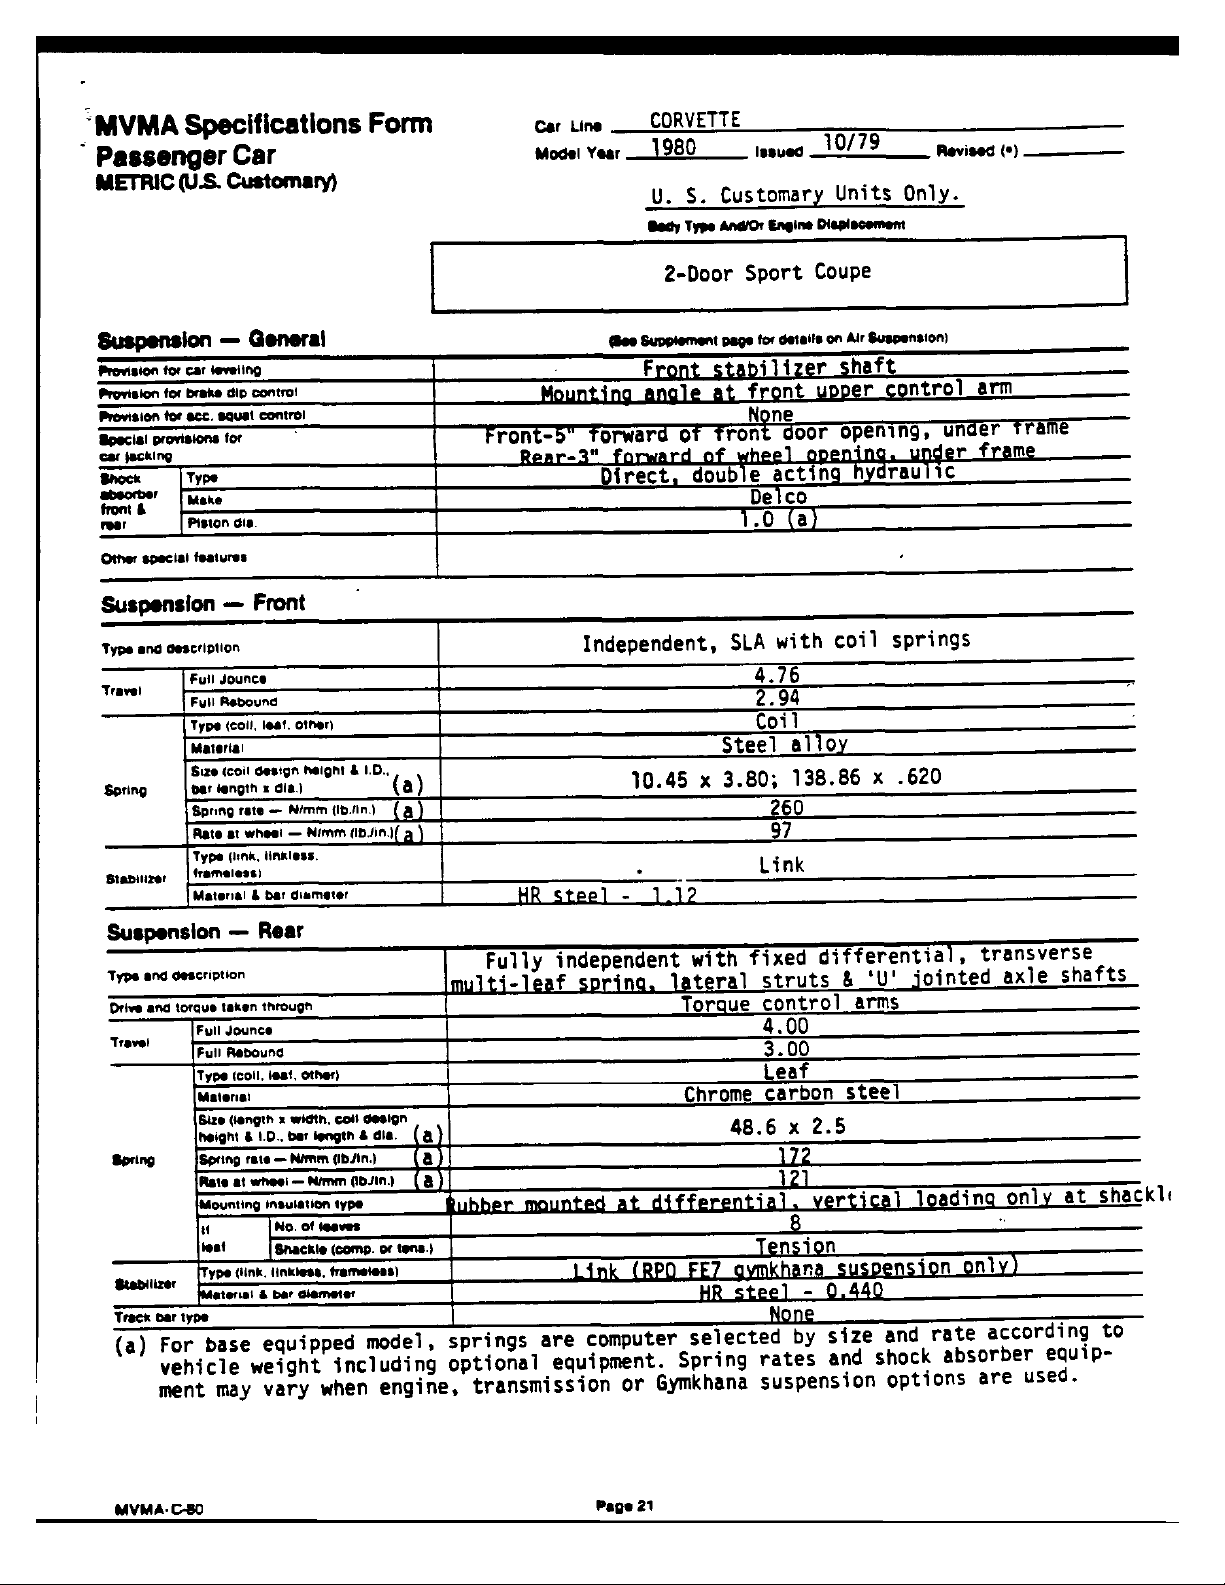 MVMA Specifications Form
Passenger Car
METRIC (U.S. Customary)
Car Line CORVETTE
Model Year 1980 Issued 10/79 Revised (•)
U. S. Customary Units Only.
Body Type And/Or Engine Displacement
2-Door Sport Coupe
Suspension — General (See Supplement page for details on Air Suspension)
Provision for car leveling Front stabilizer shaft
Provision for brake dip control Mounting angle at front upper control arm
Provision for acc. squat control None
Special provisions for Front-5" forward of front door opening, under frame
car jacking Rear-3" forward of wheel opening, under frame
Shock absorber front & rear
Type Direct, double acting hydraulic
Make Delco
Piston dia. 1.0 (a)
Other special features
Suspension — Front
Type and description Independent, SLA with coil springs
Travel
Full Jounce 4.76
Full Rebound 2.94
Spring
Type (coil, leaf, other) Coil
Material Steel alloy
Size (coil design height & I.D.,
bar length x dia.) (a) 10.45 x 3.80; 138.86 x .620
Spring rate — N/mm (lb./in.) (a) 260
Rate at wheel — N/mm (lb./in.) (a) 97
Stabilizer
Type (link, linkless,
frameless) Link
Material & bar diameter HR steel - 1.12
Suspension — Rear
Type and description Fully independent with fixed differential, transverse
multi-leaf spring, lateral struts & 'U' jointed axle shafts
Drive and torque taken through Torque control arms
Travel
Full Jounce 4.00
Full Rebound 3.00
Spring
Type (coil, leaf, other) Leaf
Material Chrome carbon steel
Size (length x width, coil design
height & I.D., bar length & dia. (a) 48.6 x 2.5
Spring rate — N/mm (lb./in.) (a) 172
Rate at wheel — N/mm (lb./in.) (a) 121
Mounting insulation type Rubber mounted at differential, vertical loading only at shackle
If leaf
No. of leaves 8
Shackle (comp. or tens.) Tension
Stabilizer
Type (link, linkless, frameless) Link (RPO FE7 gymkhana suspension only)
Material & bar diameter HR steel - 0.440
Track bar type None
(a) For base equipped model, springs are computer selected by size and rate according to
vehicle weight including optional equipment. Spring rates and shock absorber equip-
ment may vary when engine, transmission or Gymkhana suspension options are used.
MVMA-C-80 Page 21